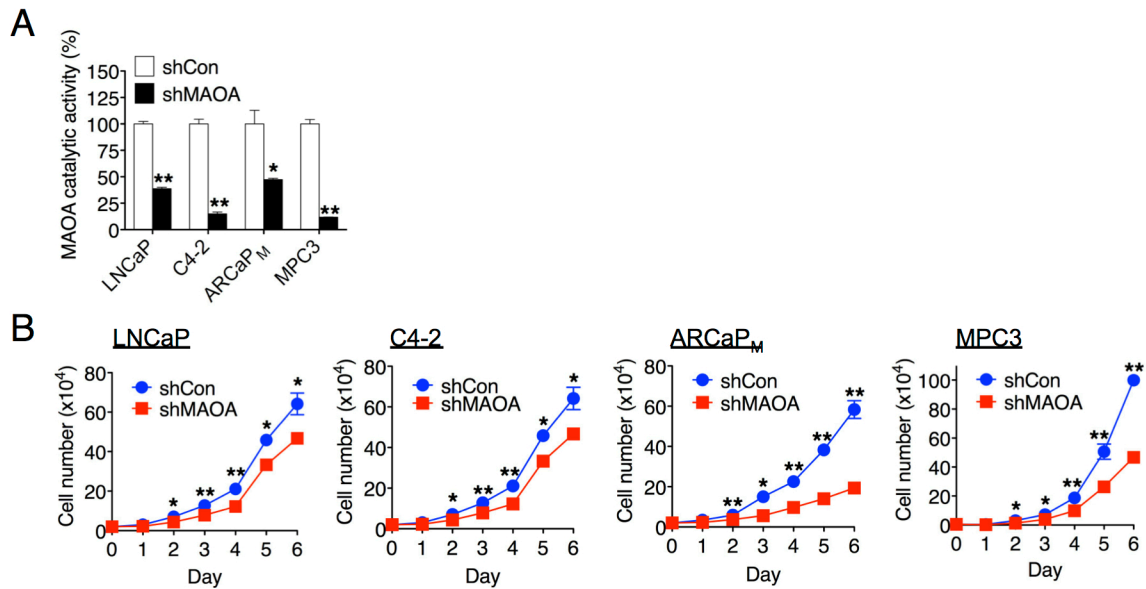 A
MAOA catalytic activity (%)
150
125
100
75
50
25
0
shCon
shMAOA
**
**
*
**
LNCaP
C4-2
ARCaPM
MPC3
B
LNCaP
Cell number (x10⁴)
80
60
40
20
0
shCon
shMAOA
*
**
**
*
*
0 1 2 3 4 5 6
Day
C4-2
Cell number (x10⁴)
80
60
40
20
0
shCon
shMAOA
*
**
**
*
*
0 1 2 3 4 5 6
Day
ARCaPM
Cell number (x10⁴)
80
60
40
20
0
shCon
shMAOA
**
*
**
**
**
0 1 2 3 4 5 6
Day
MPC3
Cell number (x10⁴)
100
80
60
40
20
0
shCon
shMAOA
*
*
**
**
**
0 1 2 3 4 5 6
Day